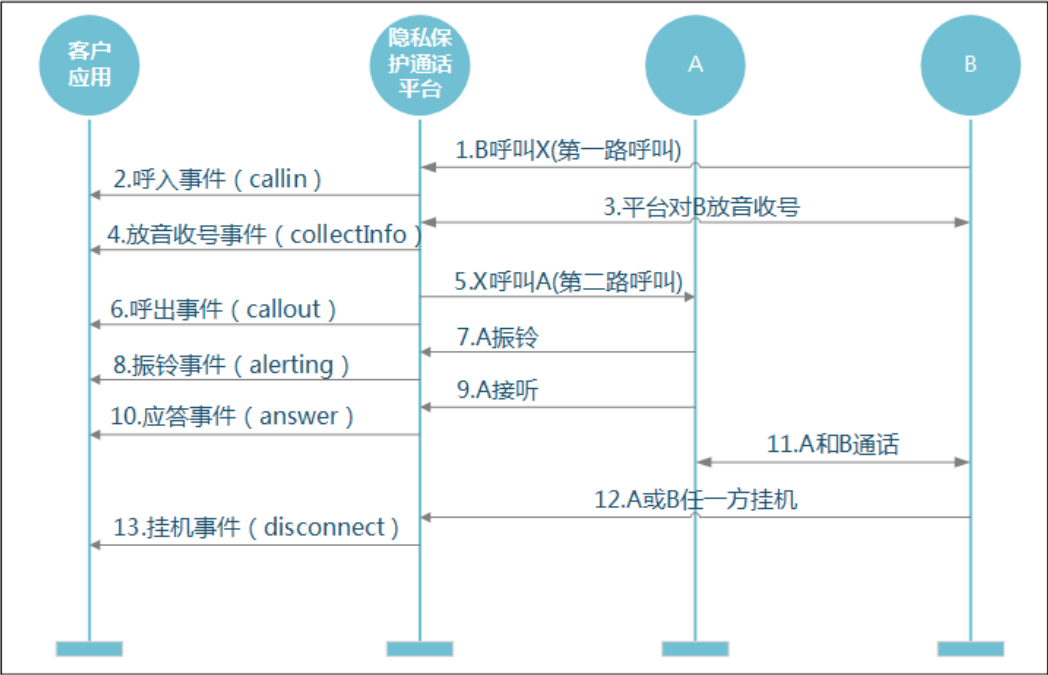 客户
应用
隐私保
护通话
平台
A
B
1.B呼叫X(第一路呼叫)
2.呼入事件（callin）
3.平台对B放音收号
4.放音收号事件（collectInfo）
5.X呼叫A(第二路呼叫)
6.呼出事件（callout）
7.A振铃
8.振铃事件（alerting）
9.A接听
10.应答事件（answer）
11.A和B通话
12.A或B任一方挂机
13.挂机事件（disconnect）